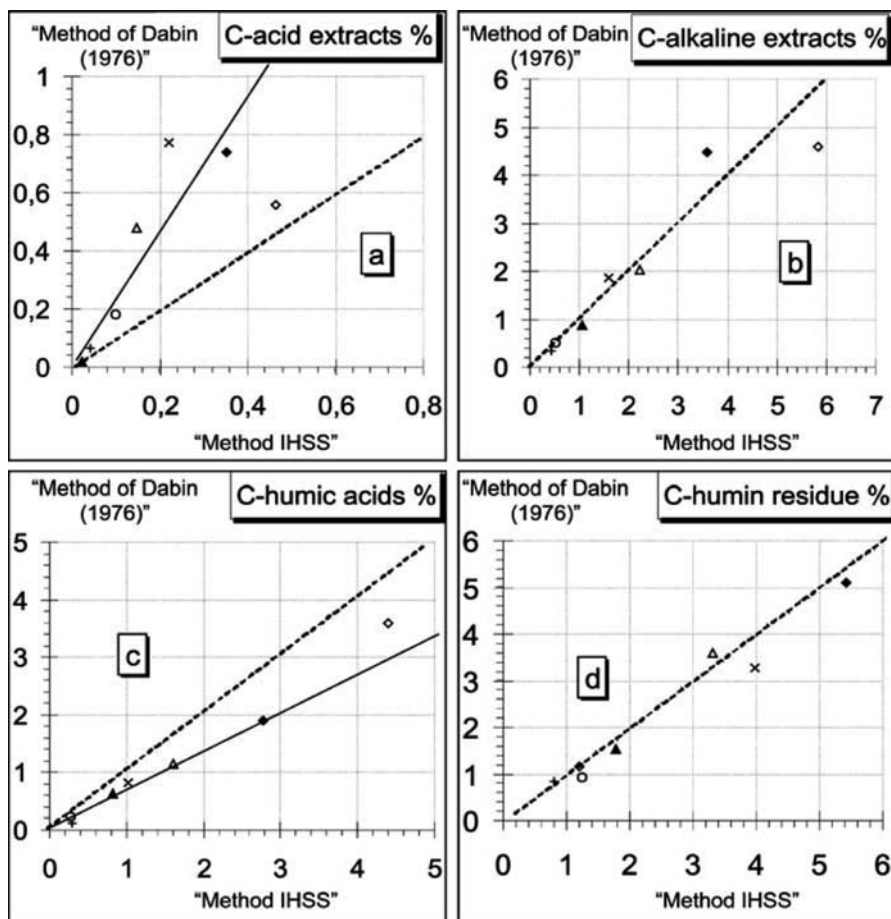 “Method of Dabin
(1976)”
C-acid extracts %
1
0,8
0,6
0,4
0,2
0
a
0 0,2 0,4 0,6 0,8
“Method IHSS”
“Method of Dabin
(1976)”
C-alkaline extracts %
6
5
4
3
2
1
0
b
0 1 2 3 4 5 6 7
“Method IHSS”
“Method of Dabin
(1976)”
C-humic acids %
5
4
3
2
1
0
c
0 1 2 3 4 5
“Method IHSS”
“Method of Dabin
(1976)”
C-humin residue %
6
5
4
3
2
1
0
d
0 1 2 3 4 5 6
“Method IHSS”